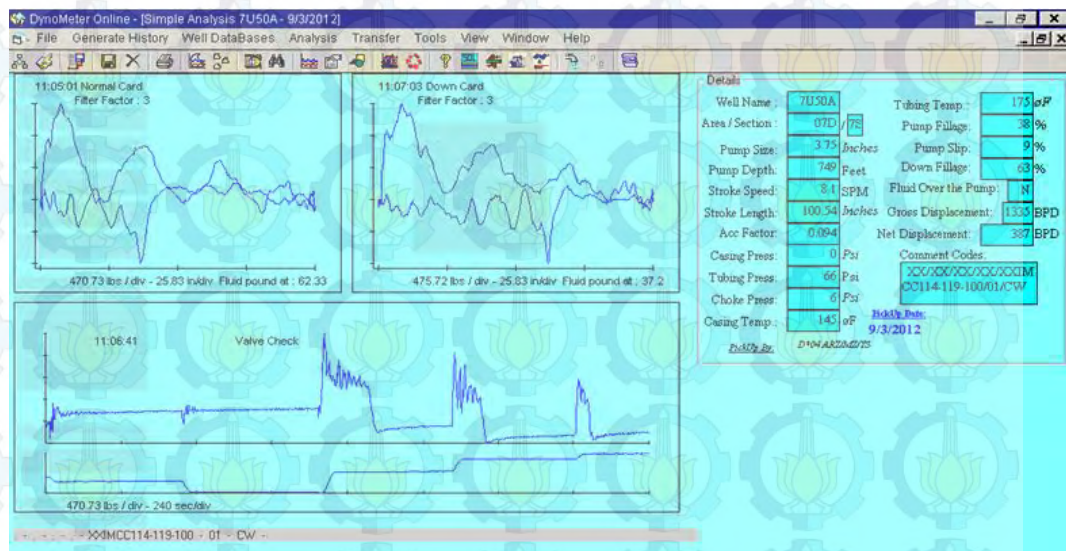 DynoMeter Online - [Simple Analysis 7U50A - 9/3/2012]
File Generate History Well DataBases Analysis Transfer Tools View Window Help
11:05:01 Normal Card
Filter Factor : 3
470.73 lbs / div - 25.83 in/div Fluid pound at : 62.33
11:07:03 Down Card
Filter Factor : 3
475.72 lbs / div - 25.83 in/div Fluid pound at : 37.2
11:06:41 Valve Check
470.73 lbs / div - 240 sec/div
Details
Well Name : 7U50A
Area / Section : 07D / 7S
Pump Size: 3.75 Inches
Pump Depth: 749 Feet
Stroke Speed: 8.1 SPM
Stroke Length: 100.54 Inches
Acc Factor: 0.094
Casing Press: 0 Psi
Tubing Press: 66 Psi
Choke Press: 6 Psi
Casing Temp.: 145 øF
PickUp By:
Tubing Temp.: 175 øF
Pump Fillage: 38 %
Pump Slip: 9 %
Down Fillage: 63 %
Fluid Over the Pump: N
Gross Displacement: 1335 BPD
Net Displacement: 387 BPD
Comment Codes:
XX/XX/XX/XX/XXIM
CC114-119-100/01/CW
PickUp Date:
9/3/2012
- , - ; - , - , - XXIMCC114-119-100 - 01 - CW -